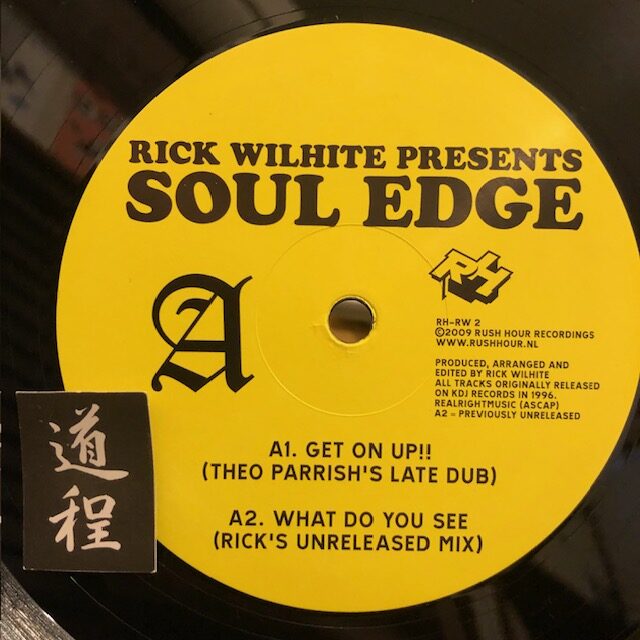 RICK WILHITE PRESENTS
SOUL EDGE
A
RH
RH-RW 2
©2009 RUSH HOUR RECORDINGS
WWW.RUSHHOUR.NL
PRODUCED, ARRANGED AND
EDITED BY RICK WILHITE
ALL TRACKS ORIGINALLY RELEASED
ON KDJ RECORDS IN 1996.
REALRIGHTMUSIC (ASCAP)
A2 = PREVIOUSLY UNRELEASED
A1. GET ON UP!!
(THEO PARRISH'S LATE DUB)
A2. WHAT DO YOU SEE
(RICK'S UNRELEASED MIX)
道程